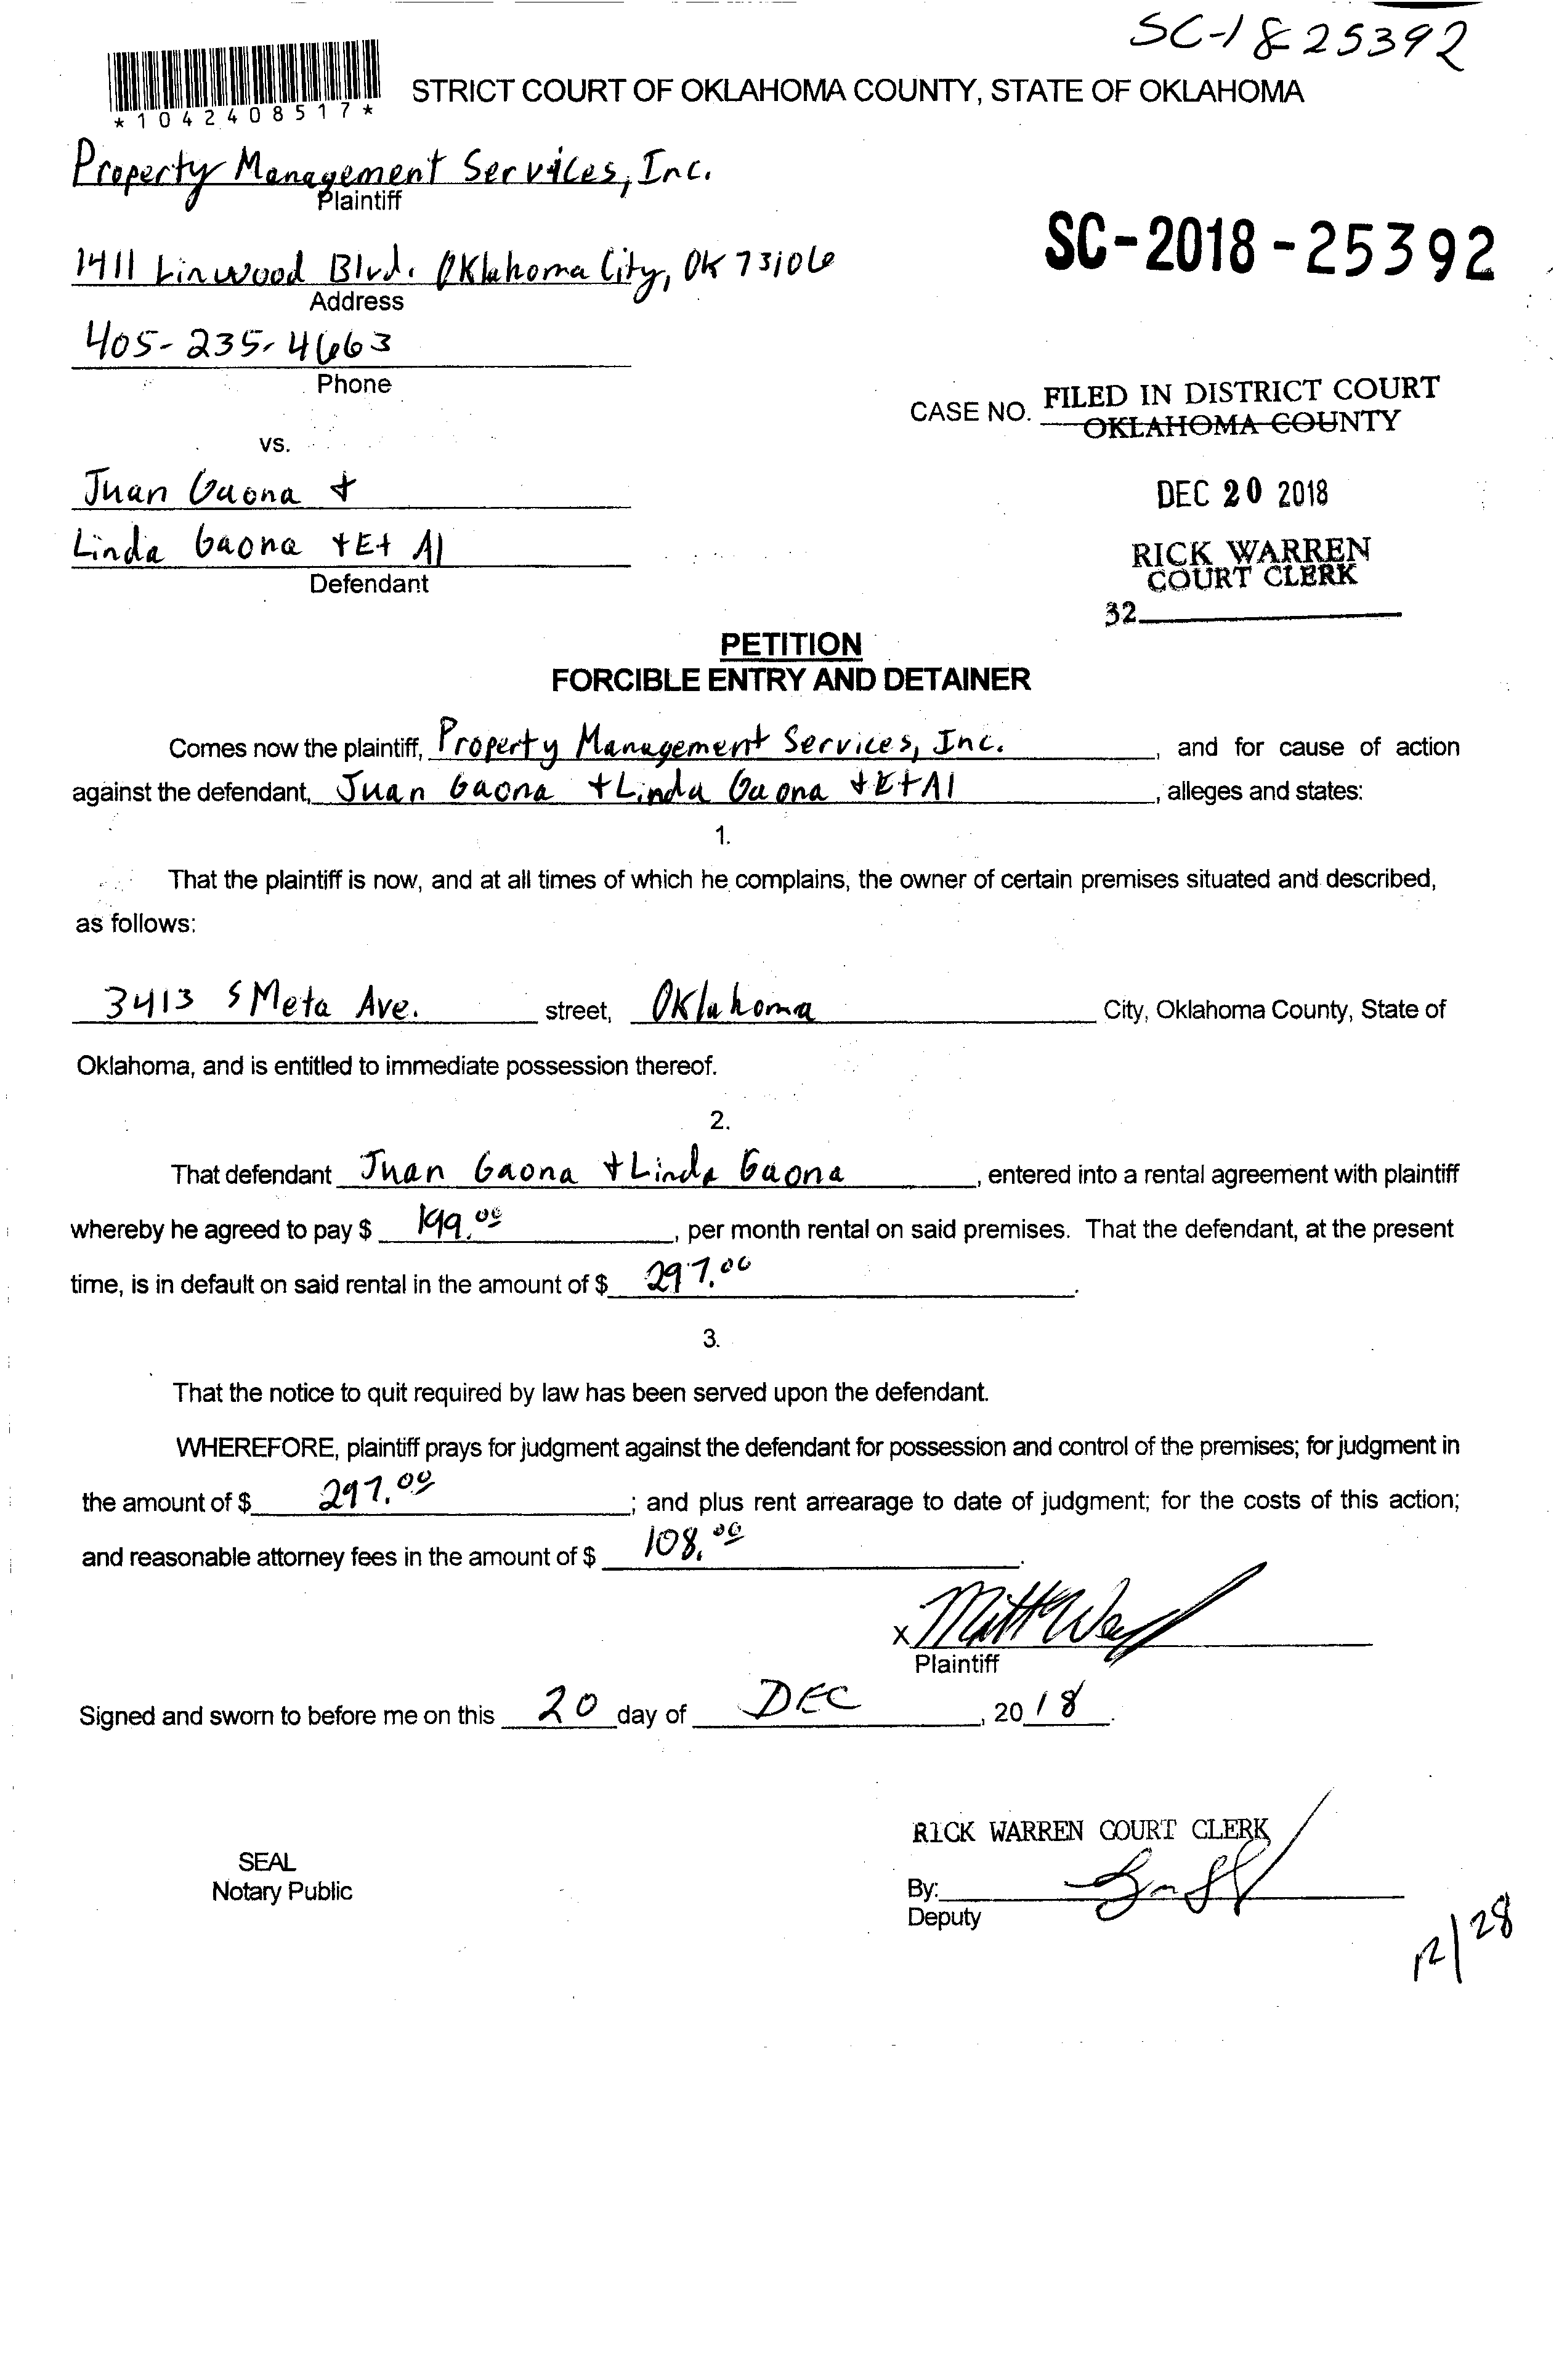 SC-1825392
STRICT COURT OF OKLAHOMA COUNTY, STATE OF OKLAHOMA
*1042408517*
Property Management Services, Inc.
Plaintiff
SC-2018-25392
1411 Linwood Blvd. Oklahoma City, OK 73106
Address
405-235-4663
Phone
CASE NO. FILED IN DISTRICT COURT
OKLAHOMA COUNTY
vs.
Juan Gaona +
DEC 20 2018
Linda Gaona + Et Al
RICK WARREN
COURT CLERK
Defendant
32
PETITION
FORCIBLE ENTRY AND DETAINER
Comes now the plaintiff, Property Management Services, Inc., and for cause of action
against the defendant, Juan Gaona + Linda Gaona + Et Al, alleges and states:
1.
That the plaintiff is now, and at all times of which he complains, the owner of certain premises situated and described,
as follows:
3413 S Meta Ave. street, Oklahoma City, Oklahoma County, State of
Oklahoma, and is entitled to immediate possession thereof.
2.
That defendant Juan Gaona + Linda Gaona, entered into a rental agreement with plaintiff
whereby he agreed to pay $ 199.00, per month rental on said premises. That the defendant, at the present
time, is in default on said rental in the amount of $ 297.00.
3.
That the notice to quit required by law has been served upon the defendant.
WHEREFORE, plaintiff prays for judgment against the defendant for possession and control of the premises; for judgment in
the amount of $ 297.00; and plus rent arrearage to date of judgment; for the costs of this action;
and reasonable attorney fees in the amount of $ 108.00.
x
Plaintiff
Signed and sworn to before me on this 20 day of DEC, 2018.
RICK WARREN COURT CLERK
SEAL
Notary Public
By:
Deputy
12/28